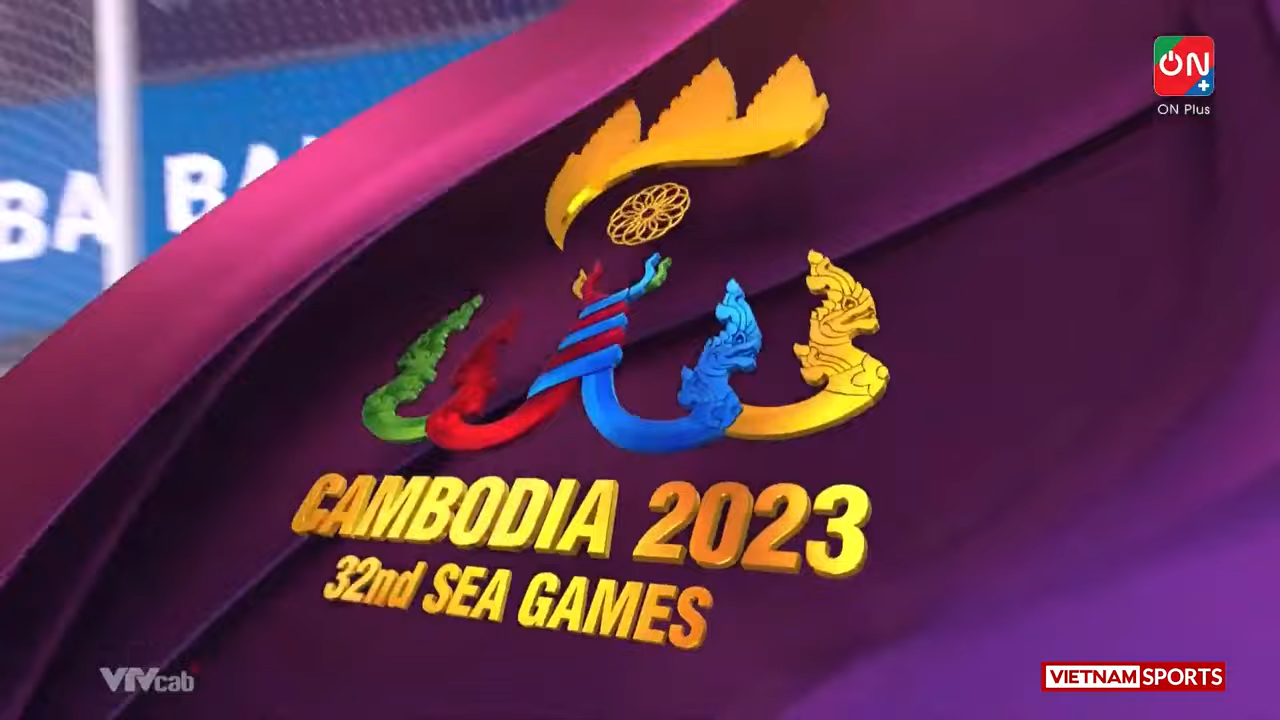 ON
+
ON Plus
BA BA
CAMBODIA 2023
32nd SEA GAMES
VTVcab
VIETNAM SPORTS